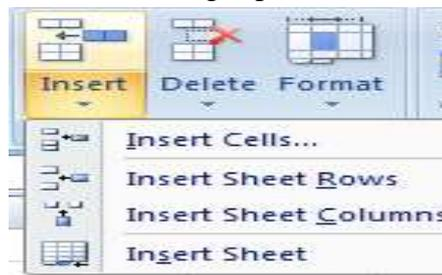 Insert Delete Format
Insert Cells...
Insert Sheet Rows
Insert Sheet Columns
Insert Sheet